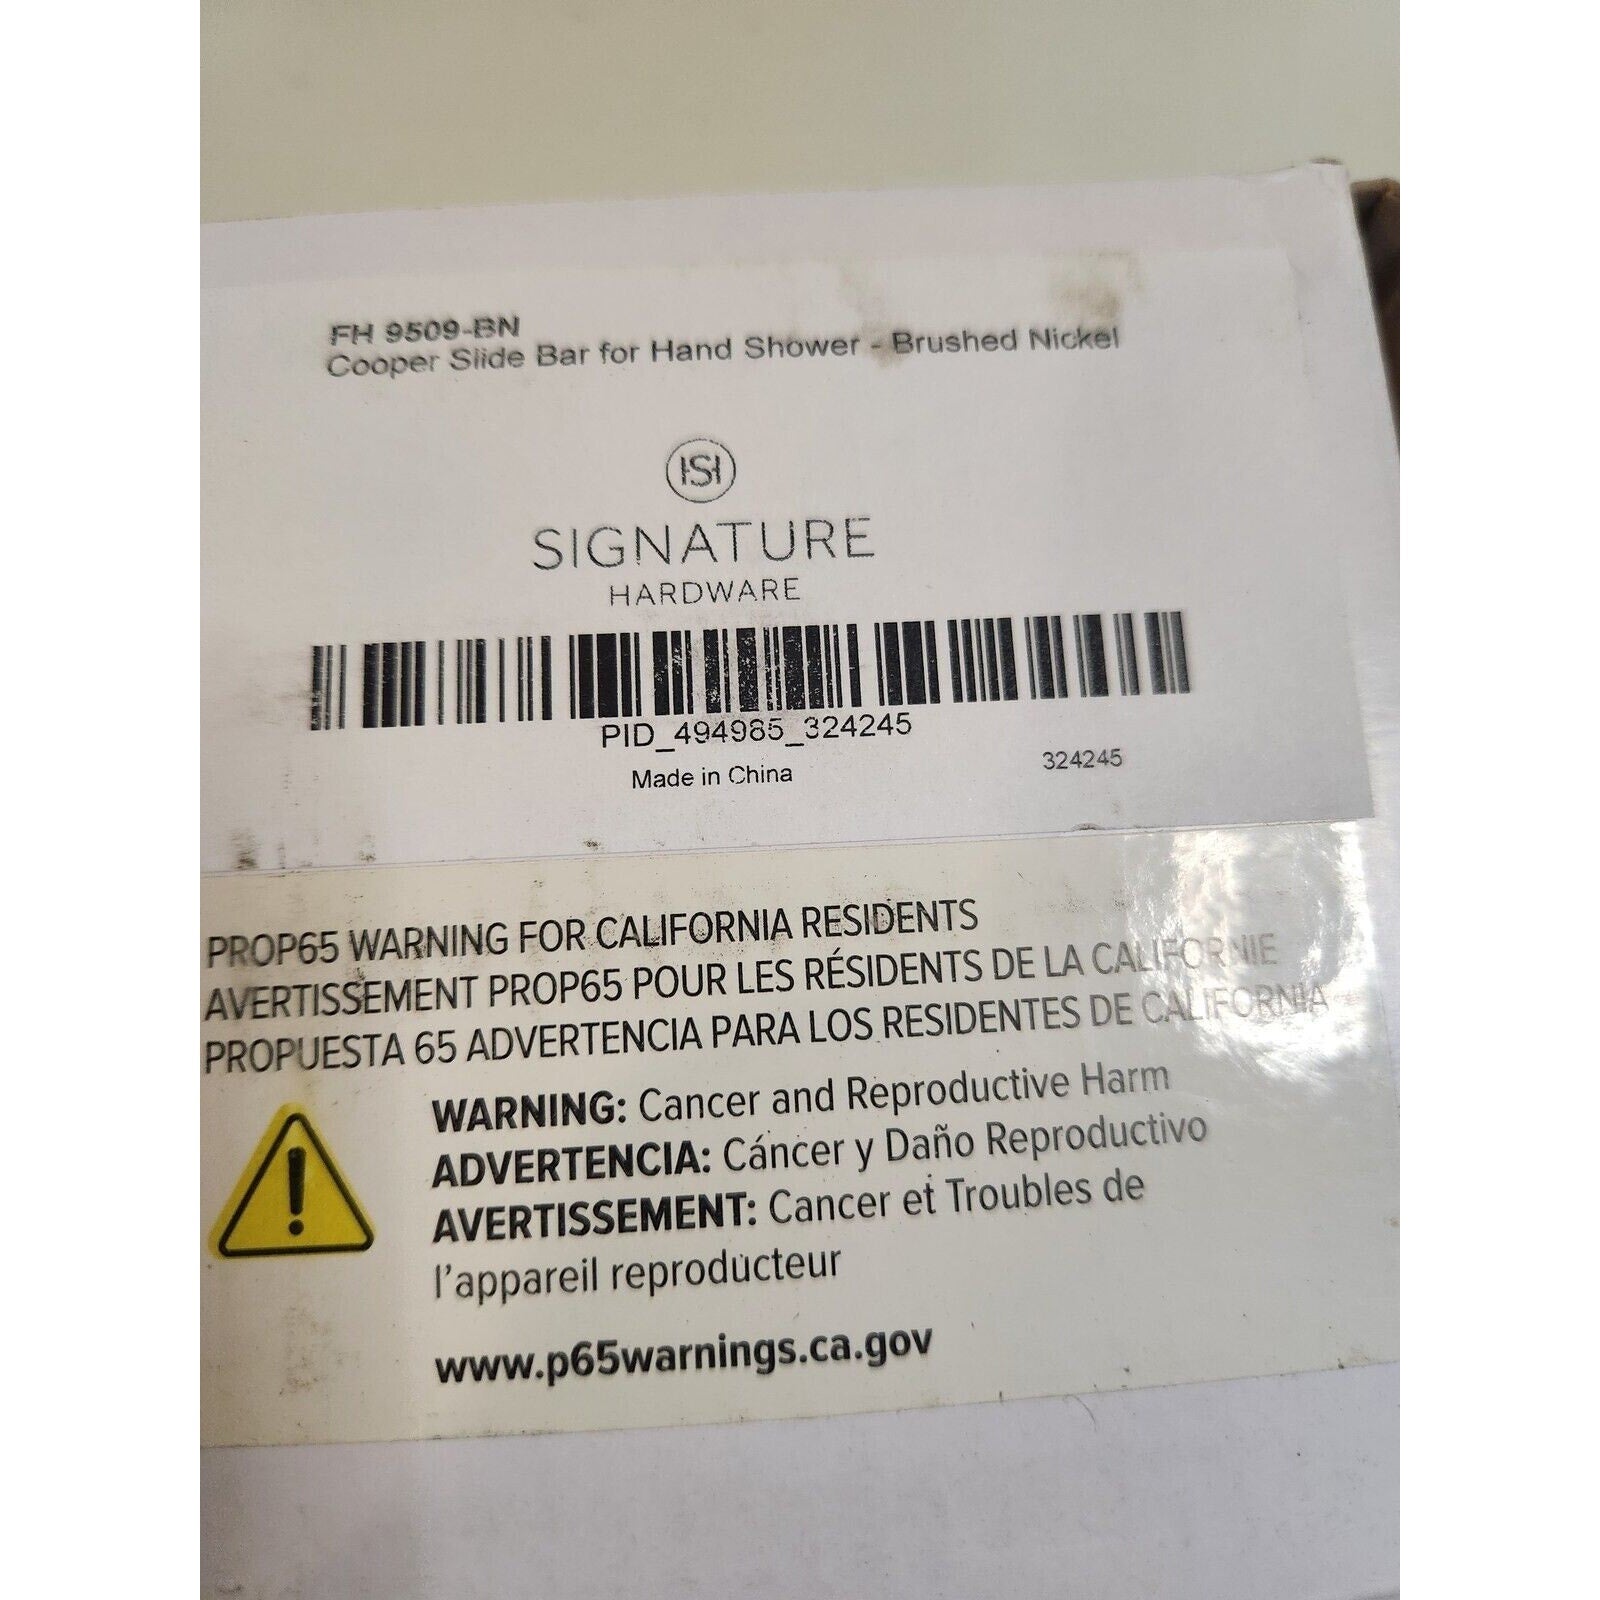 FH 9509-BN
Cooper Slide Bar for Hand Shower - Brushed Nickel
SIGNATURE
HARDWARE
PID_494985_324245
Made in China
324245
PROP65 WARNING FOR CALIFORNIA RESIDENTS
AVERTISSEMENT PROP65 POUR LES RÉSIDENTS DE LA CALIFORNIE
PROPUESTA 65 ADVERTENCIA PARA LOS RESIDENTES DE CALIFORNIA
WARNING: Cancer and Reproductive Harm
ADVERTENCIA: Cáncer y Daño Reproductivo
AVERTISSEMENT: Cancer et Troubles de
l'appareil reproducteur
www.p65warnings.ca.gov